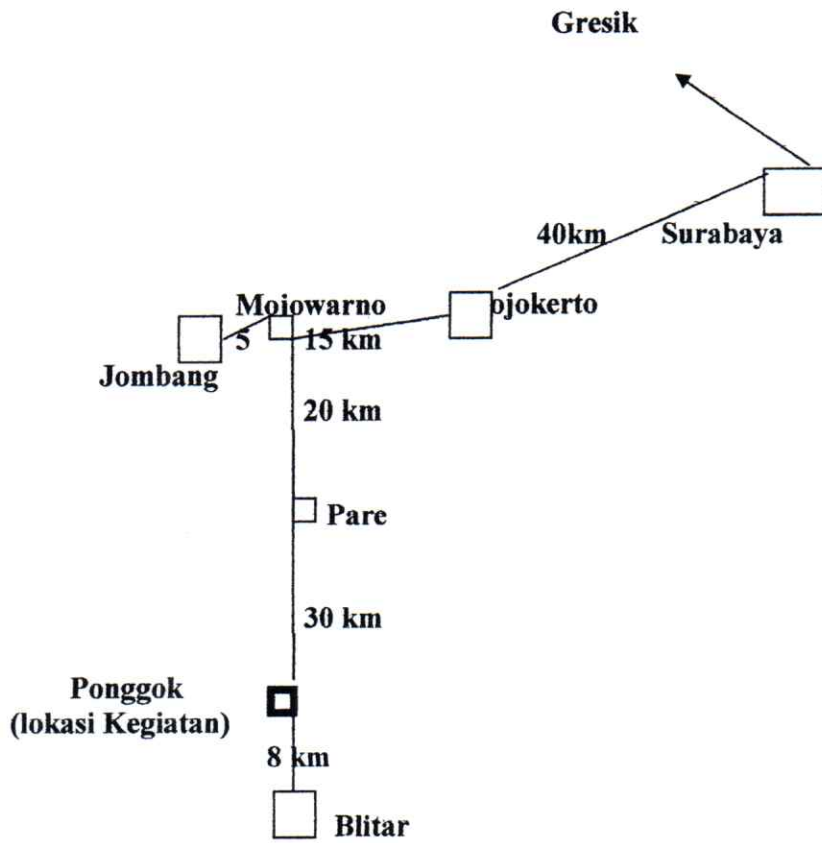 Gresik
40km
Surabaya
Mojowarno
ojokerto
5
15 km
Jombang
20 km
Pare
30 km
Ponggok
(lokasi Kegiatan)
8 km
Blitar